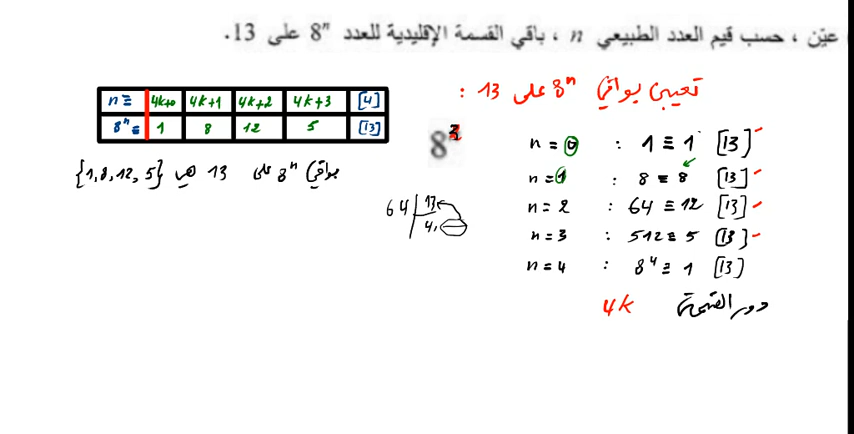 عيّن ، حسب قيم العدد الطبيعي n ، باقي القسمة الإقليدية للعدد 8ⁿ على 13.
تعيين بواقي 8ⁿ على 13 :
n = 0 : 1 ≡ 1 [13]
n = 1 : 8 ≡ 8 [13]
n = 2 : 64 ≡ 12 [13]
n = 3 : 512 ≡ 5 [13]
n = 4 : 8⁴ ≡ 1 [13]
4k
n ≡ 4k+0 4k+1 4k+2 4k+3 [4]
8ⁿ ≡ 1 8 12 5 [13]
بواقي 8ⁿ على 13 هي {1, 8, 12, 5}
64 13
4,